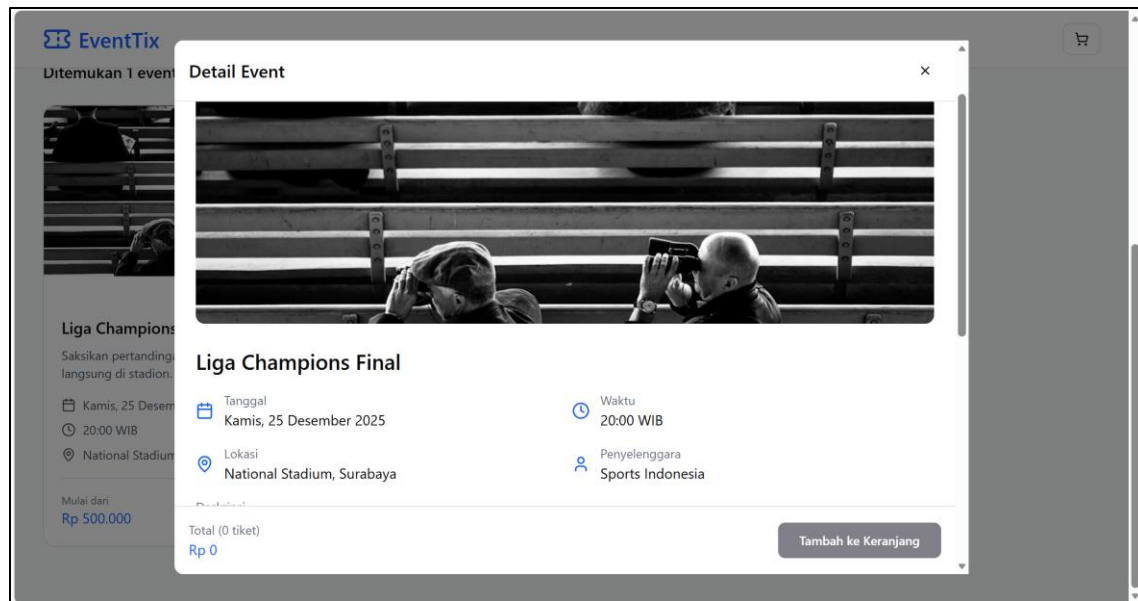 EventTix
Ditemukan 1 event
Liga Champions
Saksikan pertandinga
langsung di stadion.
Kamis, 25 Desem
20:00 WIB
National Stadium
Mulai dari
Rp 500.000
Detail Event
Liga Champions Final
Tanggal
Kamis, 25 Desember 2025
Waktu
20:00 WIB
Lokasi
National Stadium, Surabaya
Penyelenggara
Sports Indonesia
Total (0 tiket)
Rp 0
Tambah ke Keranjang